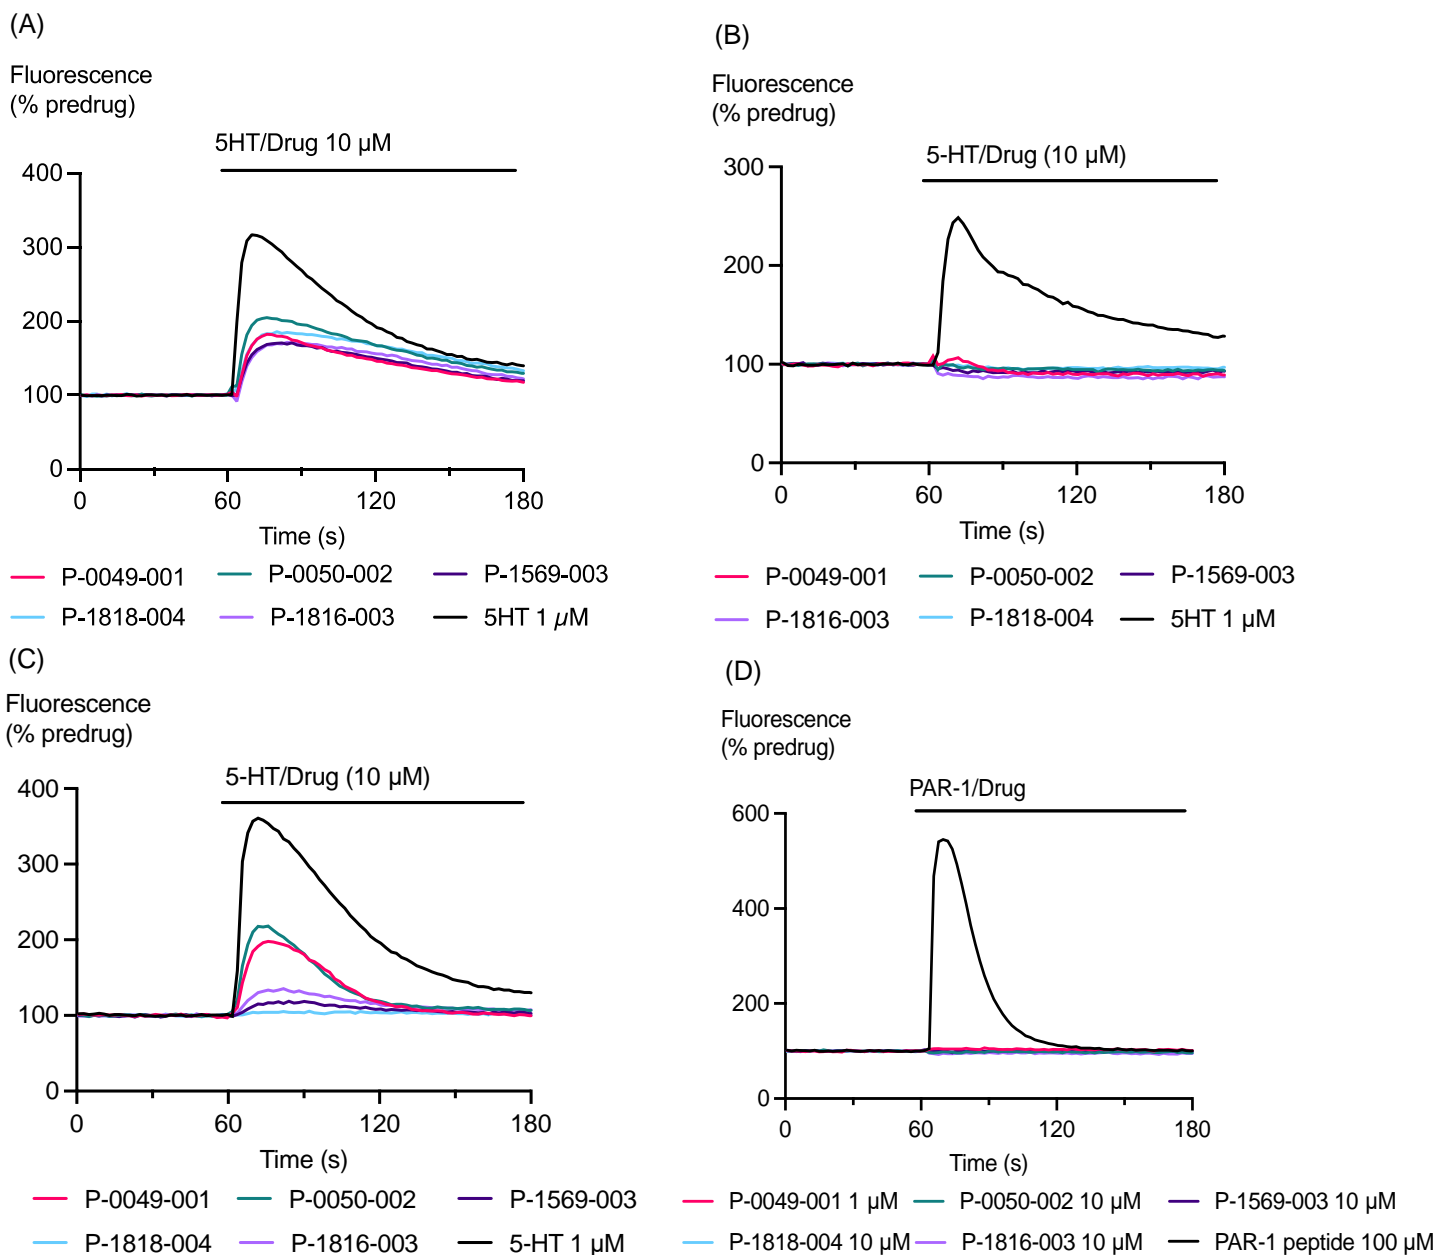 (A)
Fluorescence
(% predrug)
5HT/Drug 10 µM
400
300
200
100
0
0 60 120 180
Time (s)
P-0049-001 P-0050-002 P-1569-003
P-1818-004 P-1816-003 5HT 1 µM
(B)
Fluorescence
(% predrug)
5-HT/Drug (10 µM)
300
200
100
0
0 60 120 180
Time (s)
P-0049-001 P-0050-002 P-1569-003
P-1816-003 P-1818-004 5HT 1 µM
(C)
Fluorescence
(% predrug)
5-HT/Drug (10 µM)
400
300
200
100
0
0 60 120 180
Time (s)
P-0049-001 P-0050-002 P-1569-003
P-1818-004 P-1816-003 5-HT 1 µM
(D)
Fluorescence
(% predrug)
PAR-1/Drug
600
400
200
0
0 60 120 180
Time (s)
P-0049-001 1 µM P-0050-002 10 µM P-1569-003 10 µM
P-1818-004 10 µM P-1816-003 10 µM PAR-1 peptide 100 µM